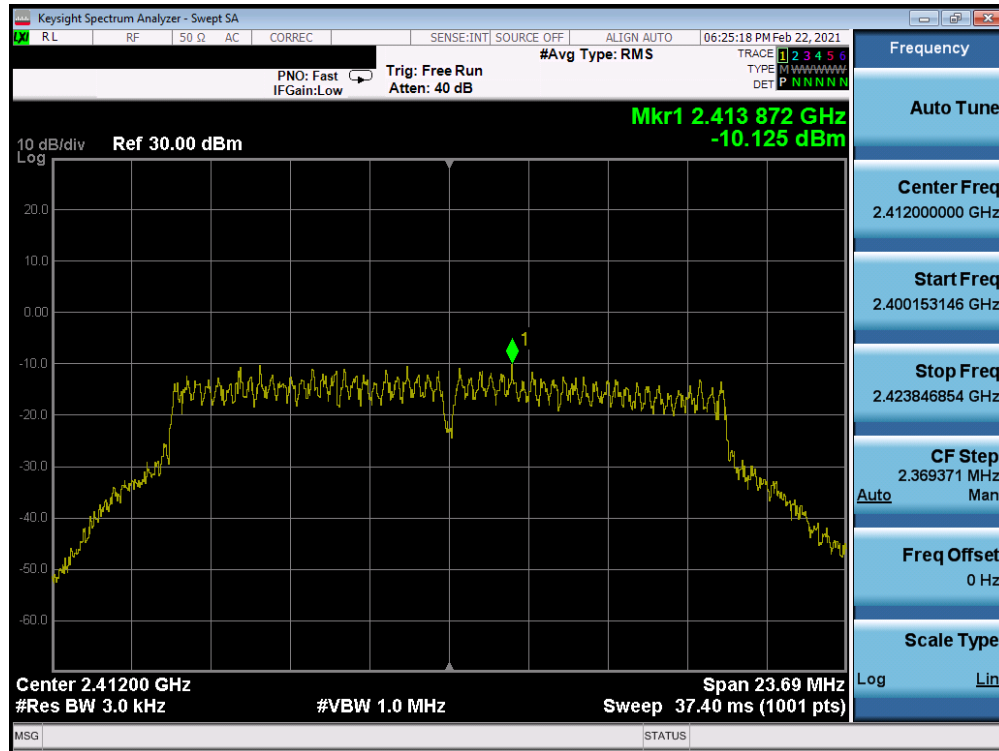 Keysight Spectrum Analyzer - Swept SA
LXI RL RF 50 Ω AC CORREC SENSE:INT SOURCE OFF ALIGN AUTO 06:25:18 PM Feb 22, 2021
#Avg Type: RMS TRACE 1 2 3 4 5 6
PNO: Fast Trig: Free Run TYPE M WWWWW
IFGain:Low Atten: 40 dB DET P N N N N N
Mkr1 2.413 872 GHz
-10.125 dBm
10 dB/div Ref 30.00 dBm
Log
20.0
10.0
0.00
1
-10.0
-20.0
-30.0
-40.0
-50.0
-60.0
Center 2.41200 GHz Span 23.69 MHz
#Res BW 3.0 kHz #VBW 1.0 MHz Sweep 37.40 ms (1001 pts)
MSG STATUS
Frequency
Auto Tune
Center Freq
2.412000000 GHz
Start Freq
2.400153146 GHz
Stop Freq
2.423846854 GHz
CF Step
2.369371 MHz
Auto Man
Freq Offset
0 Hz
Scale Type
Log Lin